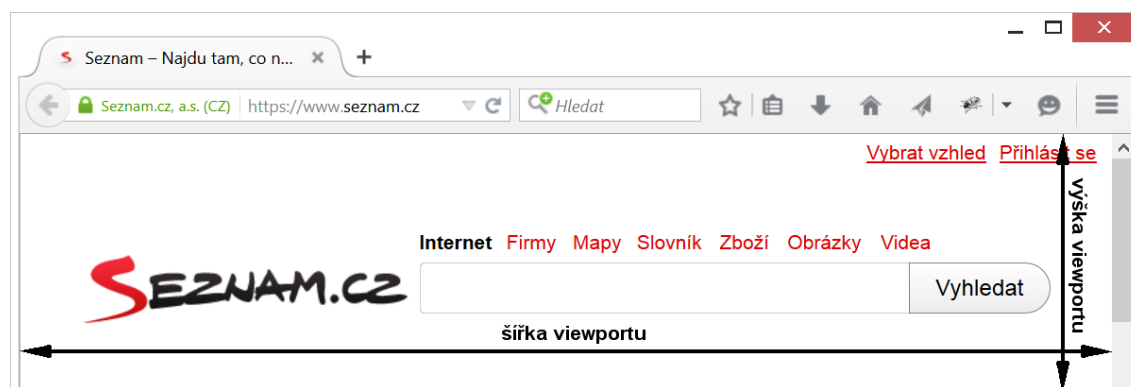 Seznam – Najdu tam, co n...
Seznam.cz, a.s. (CZ) https://www.seznam.cz Hledat
Vybrat vzhled Přihlásit se
výška viewportu
Internet Firmy Mapy Slovník Zboží Obrázky Videa
SEZNAM.CZ Vyhledat
šířka viewportu